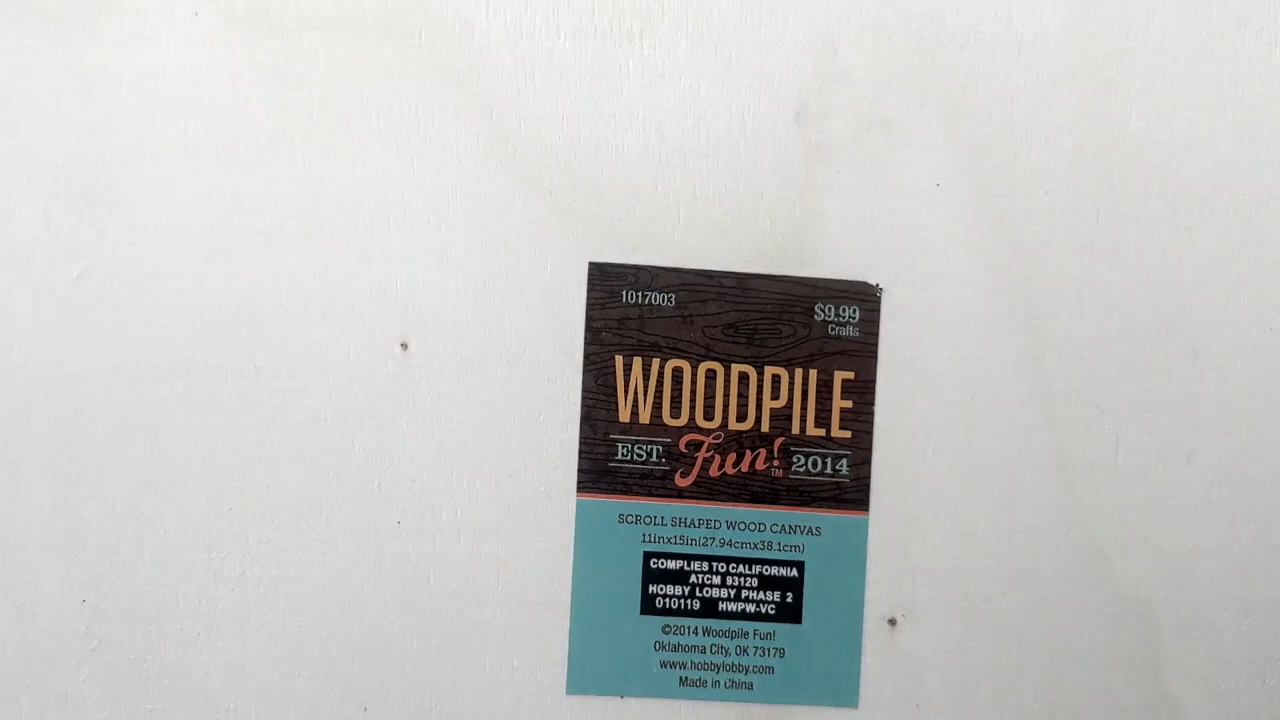 1017003
$9.99
Crafts
WOODPILE
EST. Fun!™ 2014
SCROLL SHAPED WOOD CANVAS
11inx15in(27.94cmx38.1cm)
COMPLIES TO CALIFORNIA
ATCM 93120
HOBBY LOBBY PHASE 2
010119 HWPW-VC
©2014 Woodpile Fun!
Oklahoma City, OK 73179
www.hobbylobby.com
Made in China